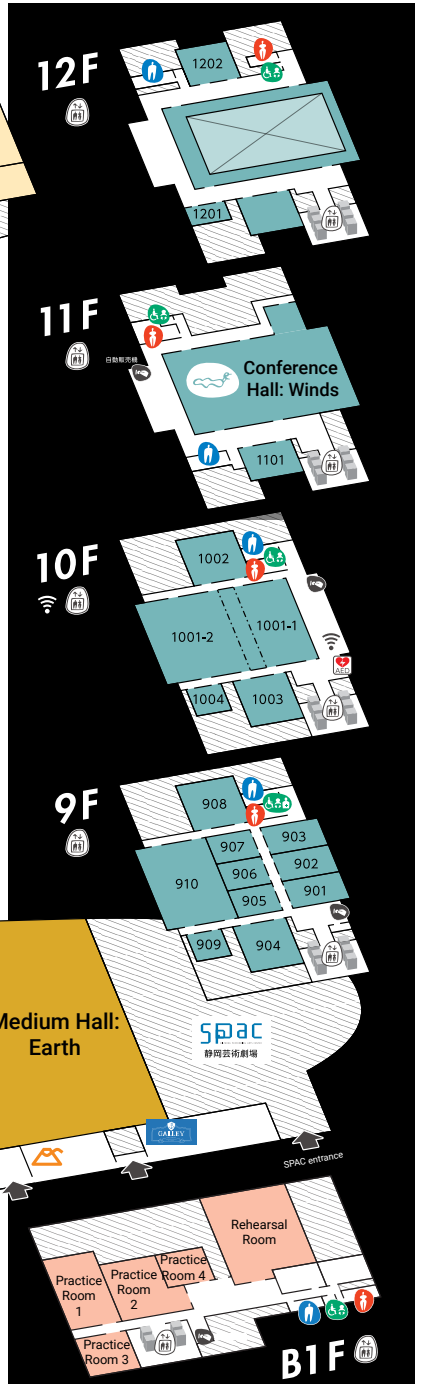 12F
1202
1201
11F
自動販売機
Conference
Hall: Winds
1101
10F
1002
1001-2
1001-1
AED
1004
1003
9F
908
907
903
910
906
902
905
901
909
904
Medium Hall:
Earth
spac
静岡芸術劇場
GALLEY
SPAC entrance
Rehearsal
Room
Practice
Room 4
Practice
Room
2
Practice
Room
1
Practice
Room 3
B1F